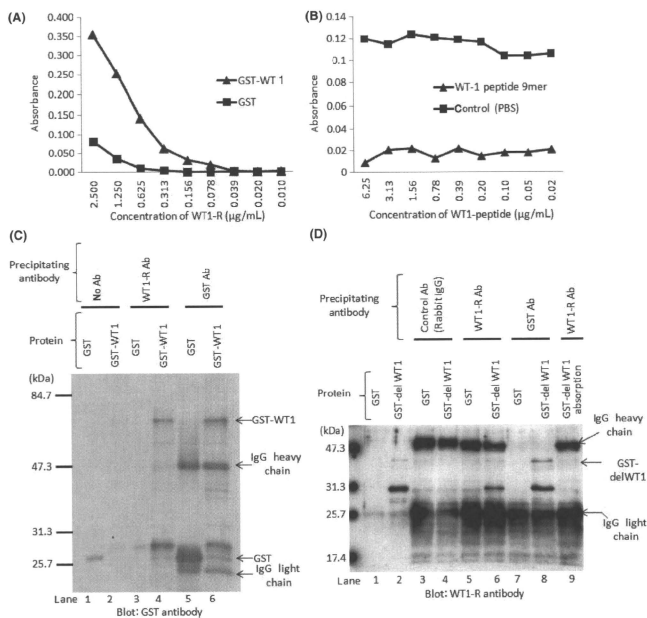 (A)
0.400
0.350
0.300
0.250
0.200
0.150
0.100
0.050
0.000
Absorbance
GST-WT 1
GST
2.500
1.250
0.625
0.313
0.156
0.078
0.039
0.020
0.010
Concentration of WT1-R (µg/mL)
(B)
0.14
0.12
0.1
0.08
0.06
0.04
0.02
0
Absorbance
WT-1 peptide 9mer
Control (PBS)
6.25
3.13
1.56
0.78
0.39
0.20
0.10
0.05
0.02
Concentration of WT1-peptide (µg/mL)
(C)
Precipitating
antibody
No Ab
WT1-R Ab
GST Ab
Protein
GST
GST-WT1
GST
GST-WT1
GST
GST-WT1
(kDa)
84.7
47.3
31.3
25.7
GST-WT1
IgG heavy
chain
GST
IgG light
chain
Lane 1 2 3 4 5 6
Blot: GST antibody
(D)
Precipitating
antibody
Control Ab
(Rabbit IgG)
WT1-R Ab
GST Ab
WT1-R Ab
Protein
GST
GST-del WT1
GST
GST-del WT1
GST
GST-del WT1
GST
GST-del WT1
GST-del WT1
absorption
(kDa)
47.3
31.3
25.7
17.4
IgG heavy
chain
GST-
delWT1
IgG light
chain
Lane 1 2 3 4 5 6 7 8 9
Blot: WT1-R antibody